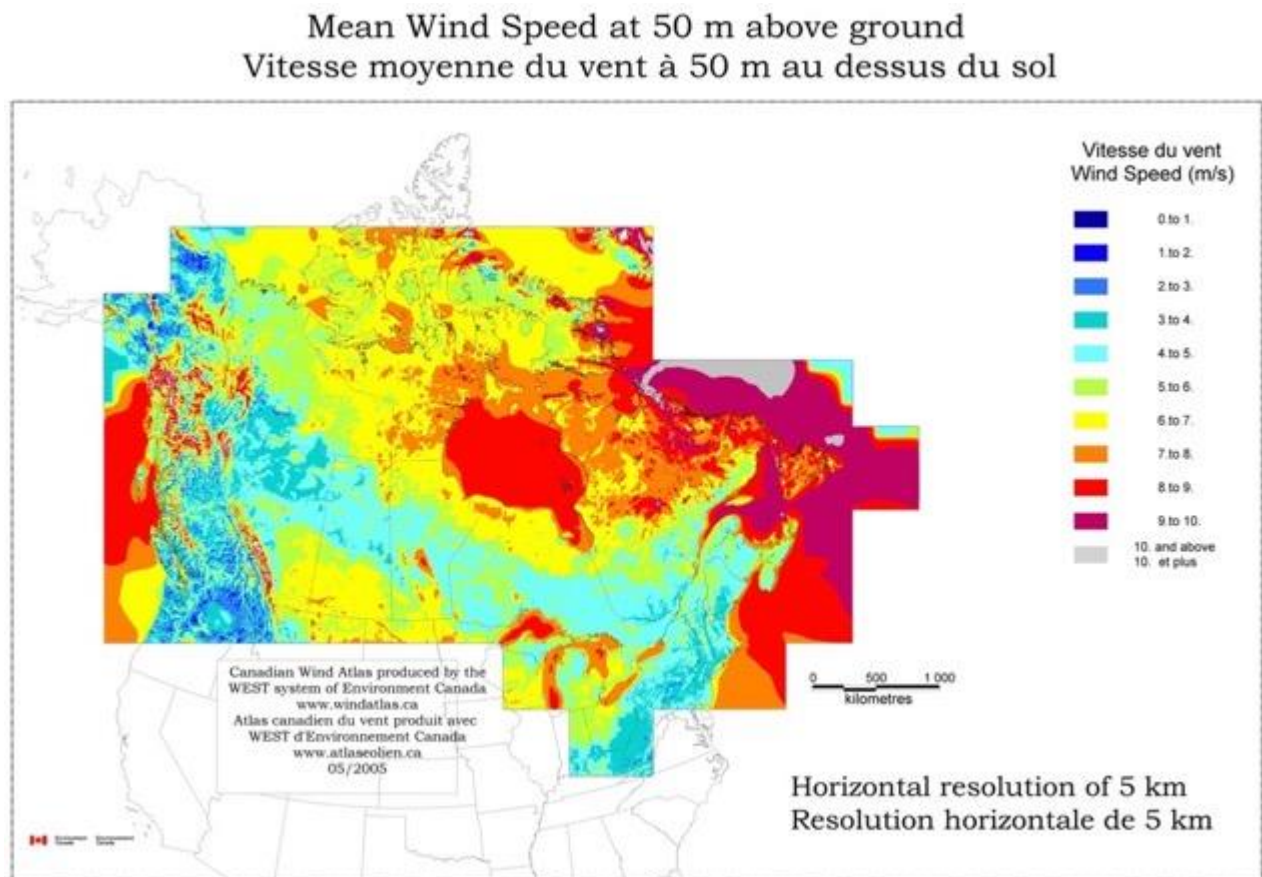 Mean Wind Speed at 50 m above ground
Vitesse moyenne du vent à 50 m au dessus du sol
Vitesse du vent
Wind Speed (m/s)
0.to 1.
1.to 2.
2 to 3.
3 to 4.
4 to 5.
5 to 6.
6 to 7.
7 to 8.
8 to 9.
9 to 10.
10. and above
10. et plus
0 500 1 000
kilometres
Canadian Wind Atlas produced by the
WEST system of Environment Canada
www.windatlas.ca
Atlas canadien du vent produit avec
WEST d'Environnement Canada
www.atlaseolien.ca
05/2005
Horizontal resolution of 5 km
Resolution horizontale de 5 km
Environment Environnement
Canada Canada